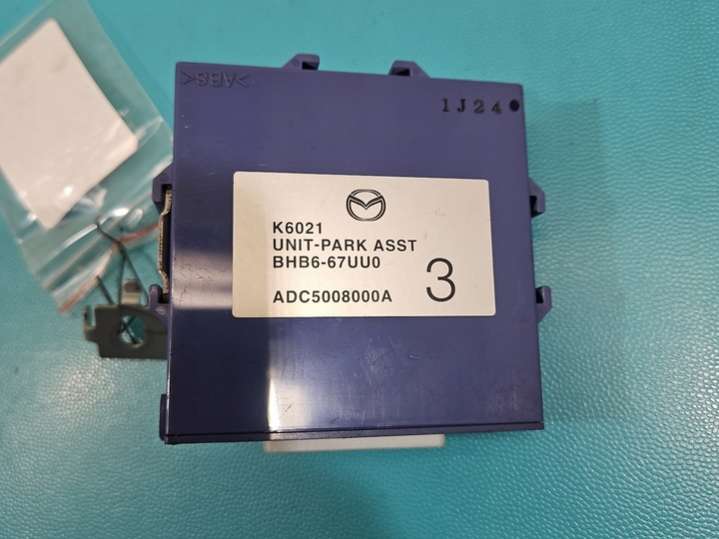 >ABS<
1J24
K6021
UNIT-PARK ASST
BHB6-67UU0
ADC5008000A
3